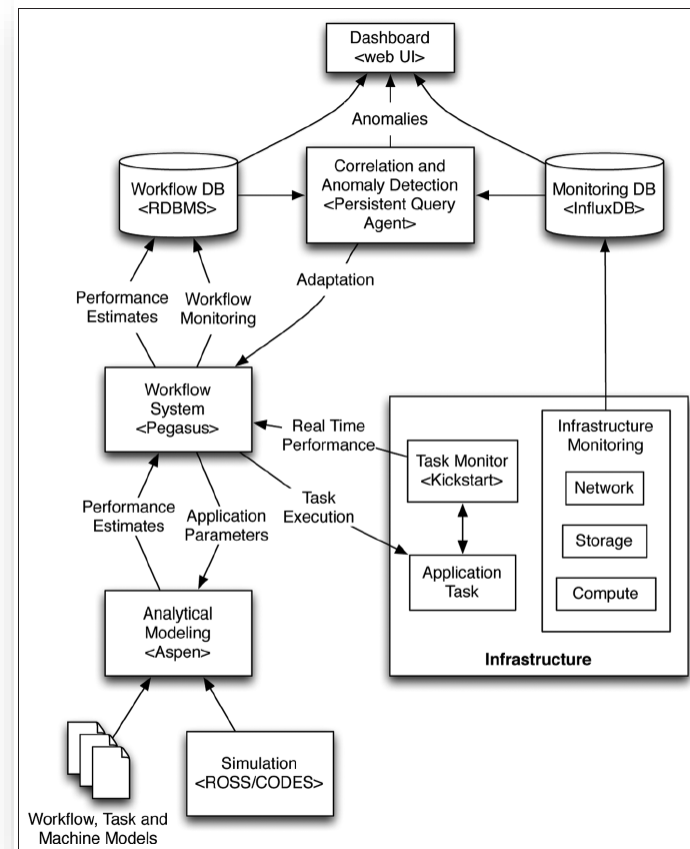 Dashboard
<web UI>
Anomalies
Workflow DB
<RDBMS>
Correlation and
Anomaly Detection
<Persistent Query
Agent>
Monitoring DB
<InfluxDB>
Adaptation
Performance
Estimates
Workflow
Monitoring
Workflow
System
<Pegasus>
Real Time
Performance
Task Monitor
<Kickstart>
Infrastructure
Monitoring
Network
Storage
Compute
Performance
Estimates
Application
Parameters
Task
Execution
Application
Task
Infrastructure
Analytical
Modeling
<Aspen>
Simulation
<ROSS/CODES>
Workflow, Task and
Machine Models